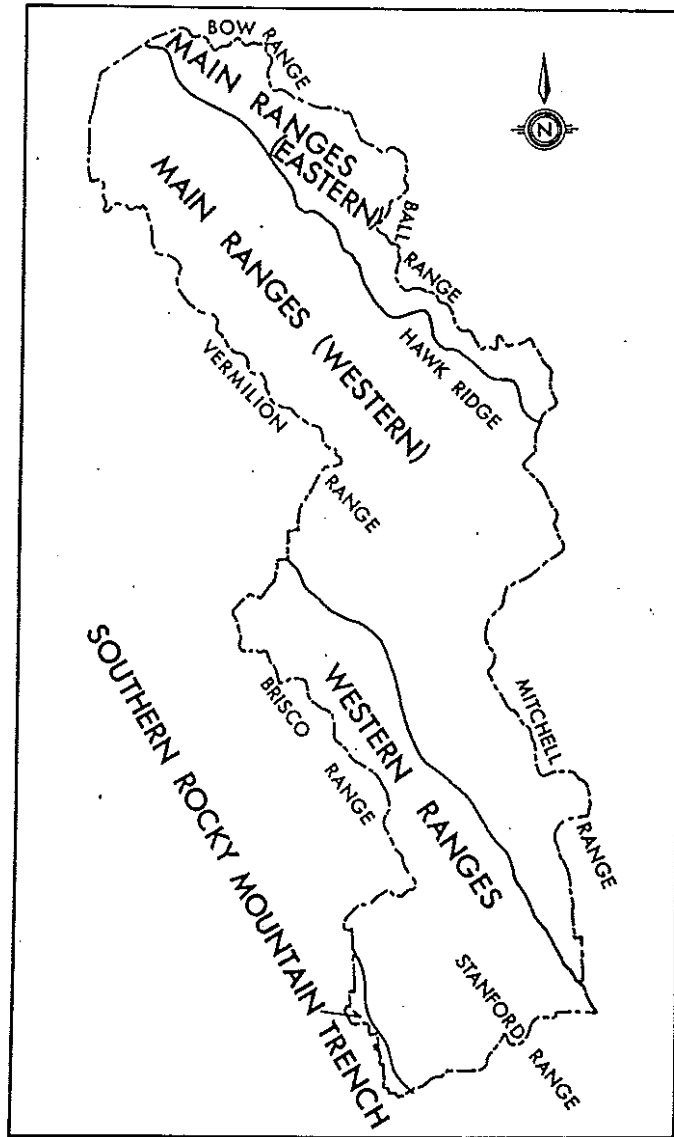 BOW RANGE
MAIN RANGES
(EASTERN)
N
BALL RANGE
MAIN RANGES (WESTERN)
HAWK RIDGE
VERMILION RANGE
MITCHELL RANGE
WESTERN RANGES
BRISCO RANGE
STANFORD RANGE
SOUTHERN ROCKY MOUNTAIN TRENCH